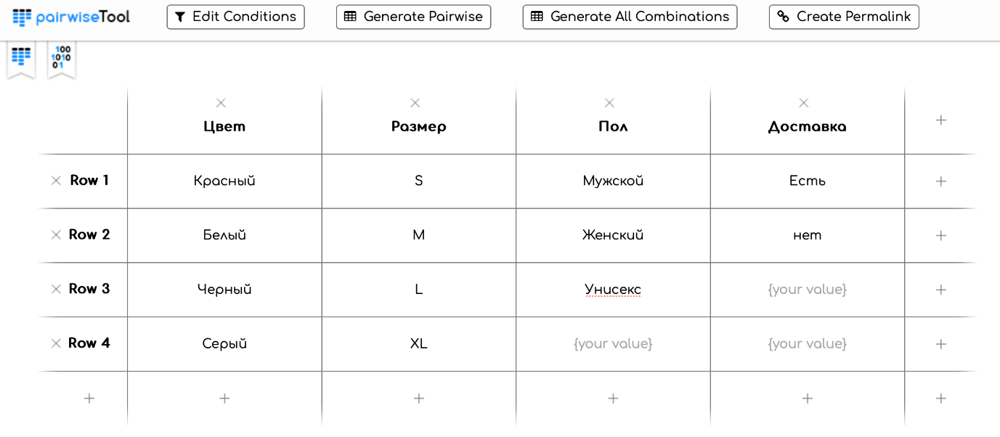 pairwiseTool Edit Conditions Generate Pairwise Generate All Combinations Create Permalink
100
1010
01
Цвет Размер Пол Доставка
Row 1 Красный S Мужской Есть
Row 2 Белый M Женский нет
Row 3 Черный L Унисекс {your value}
Row 4 Серый XL {your value} {your value}